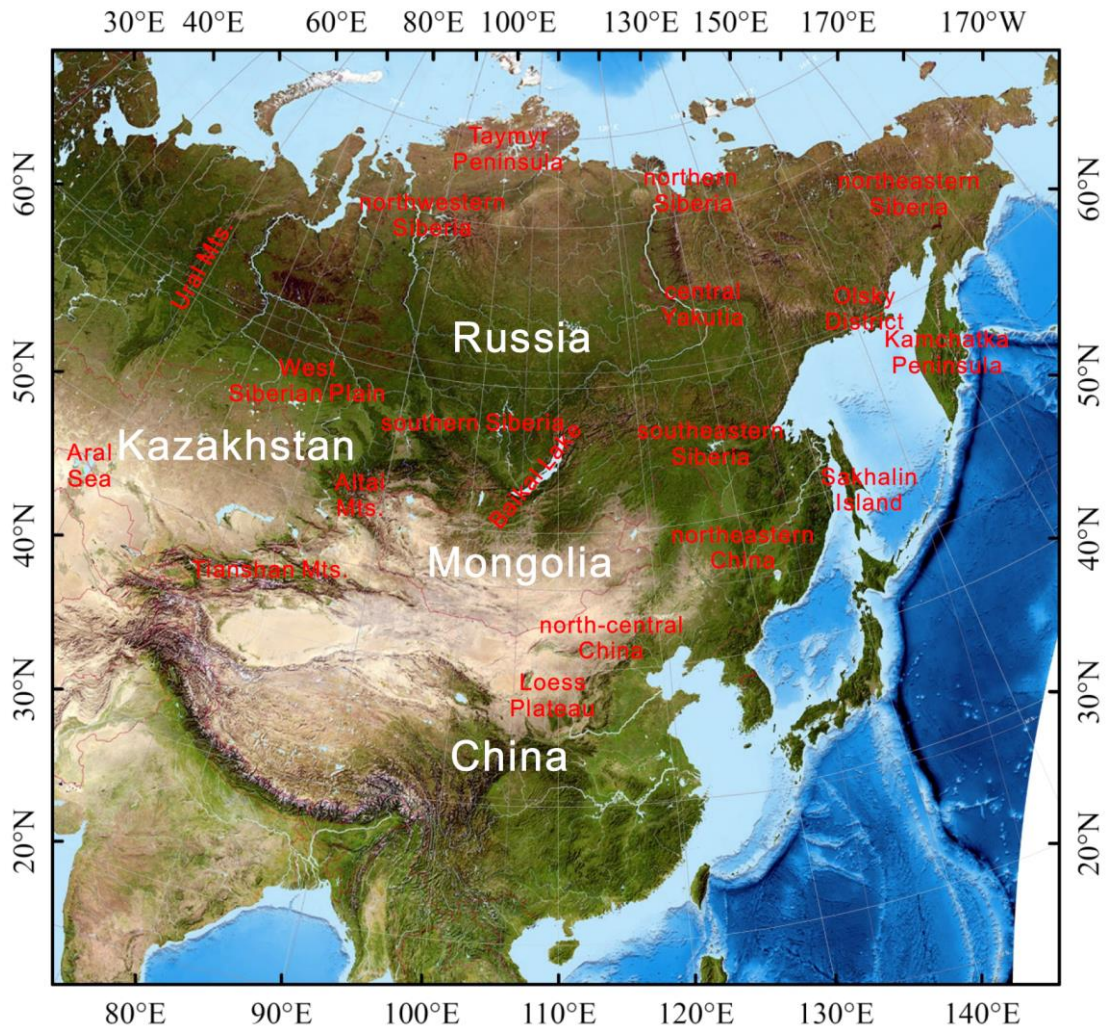 30°E 40°E 60°E 80°E 100°E 130°E 150°E 170°E 170°W
Taymyr
Peninsula
northern
Siberia
northeastern
Siberia
60°N
60°N
northwestern
Siberia
Ural Mts.
central
Yakutia
Olsky
District
Kamchatka
Peninsula
Russia
50°N
50°N
West
Siberian Plain
southern Siberia
southeastern
Siberia
Kazakhstan
Aral
Sea
Altai
Mts.
Baikal Lake
Sakhalin
Island
40°N
40°N
northeastern
China
Mongolia
Tianshan Mts.
north-central
China
30°N
30°N
Loess
Plateau
China
20°N
20°N
80°E 90°E 100°E 110°E 120°E 130°E 140°E